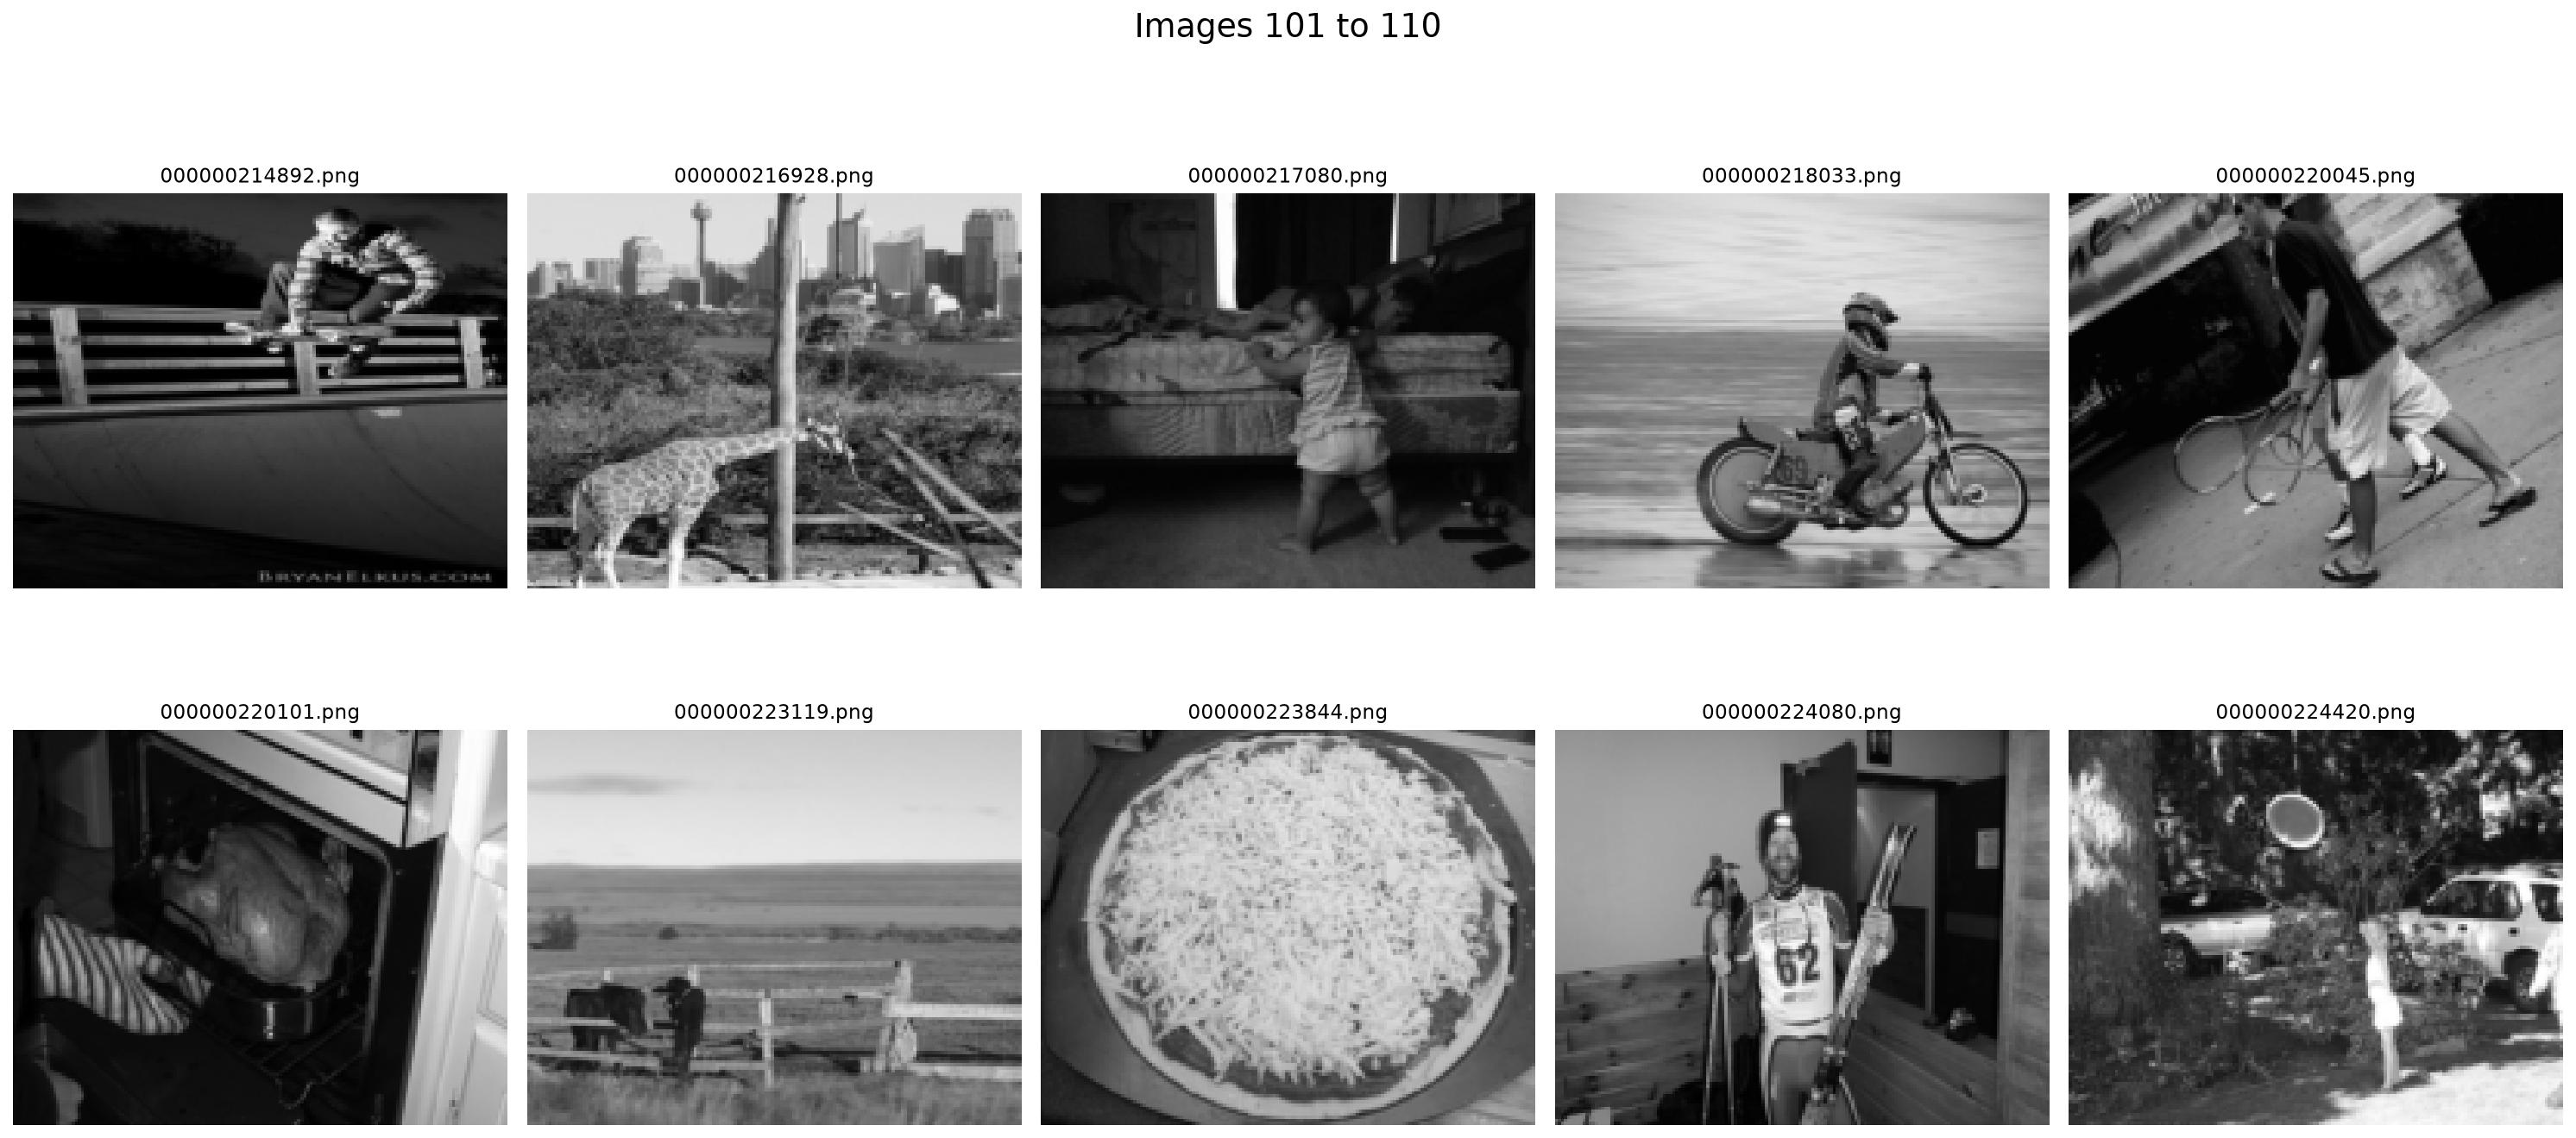 Images 101 to 110
000000214892.png
000000216928.png
000000217080.png
000000218033.png
000000220045.png
BRYANELKUS.COM
69
000000220101.png
000000223119.png
000000223844.png
000000224080.png
000000224420.png
62